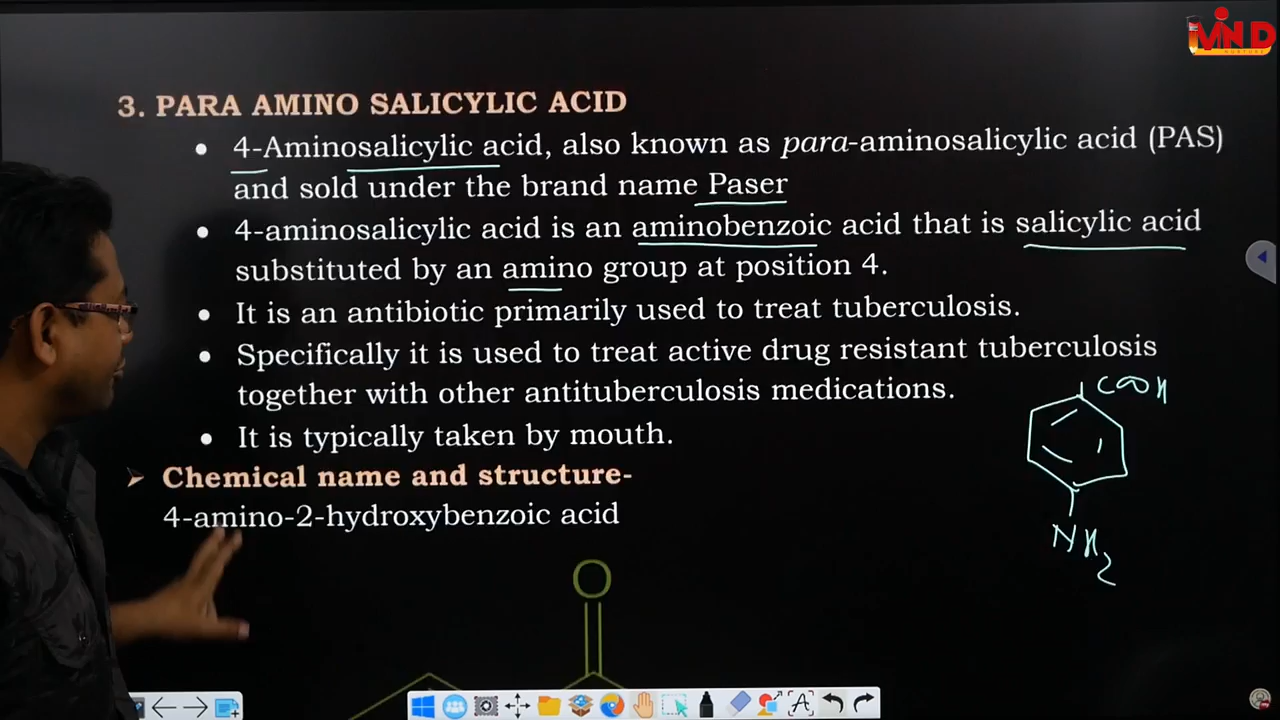 MIND
NURTURE
3. PARA AMINO SALICYLIC ACID
• 4-Aminosalicylic acid, also known as para-aminosalicylic acid (PAS)
and sold under the brand name Paser
• 4-aminosalicylic acid is an aminobenzoic acid that is salicylic acid
substituted by an amino group at position 4.
• It is an antibiotic primarily used to treat tuberculosis.
• Specifically it is used to treat active drug resistant tuberculosis
together with other antituberculosis medications.
• It is typically taken by mouth.
COOH
➢ Chemical name and structure-
4-amino-2-hydroxybenzoic acid
NH2
O